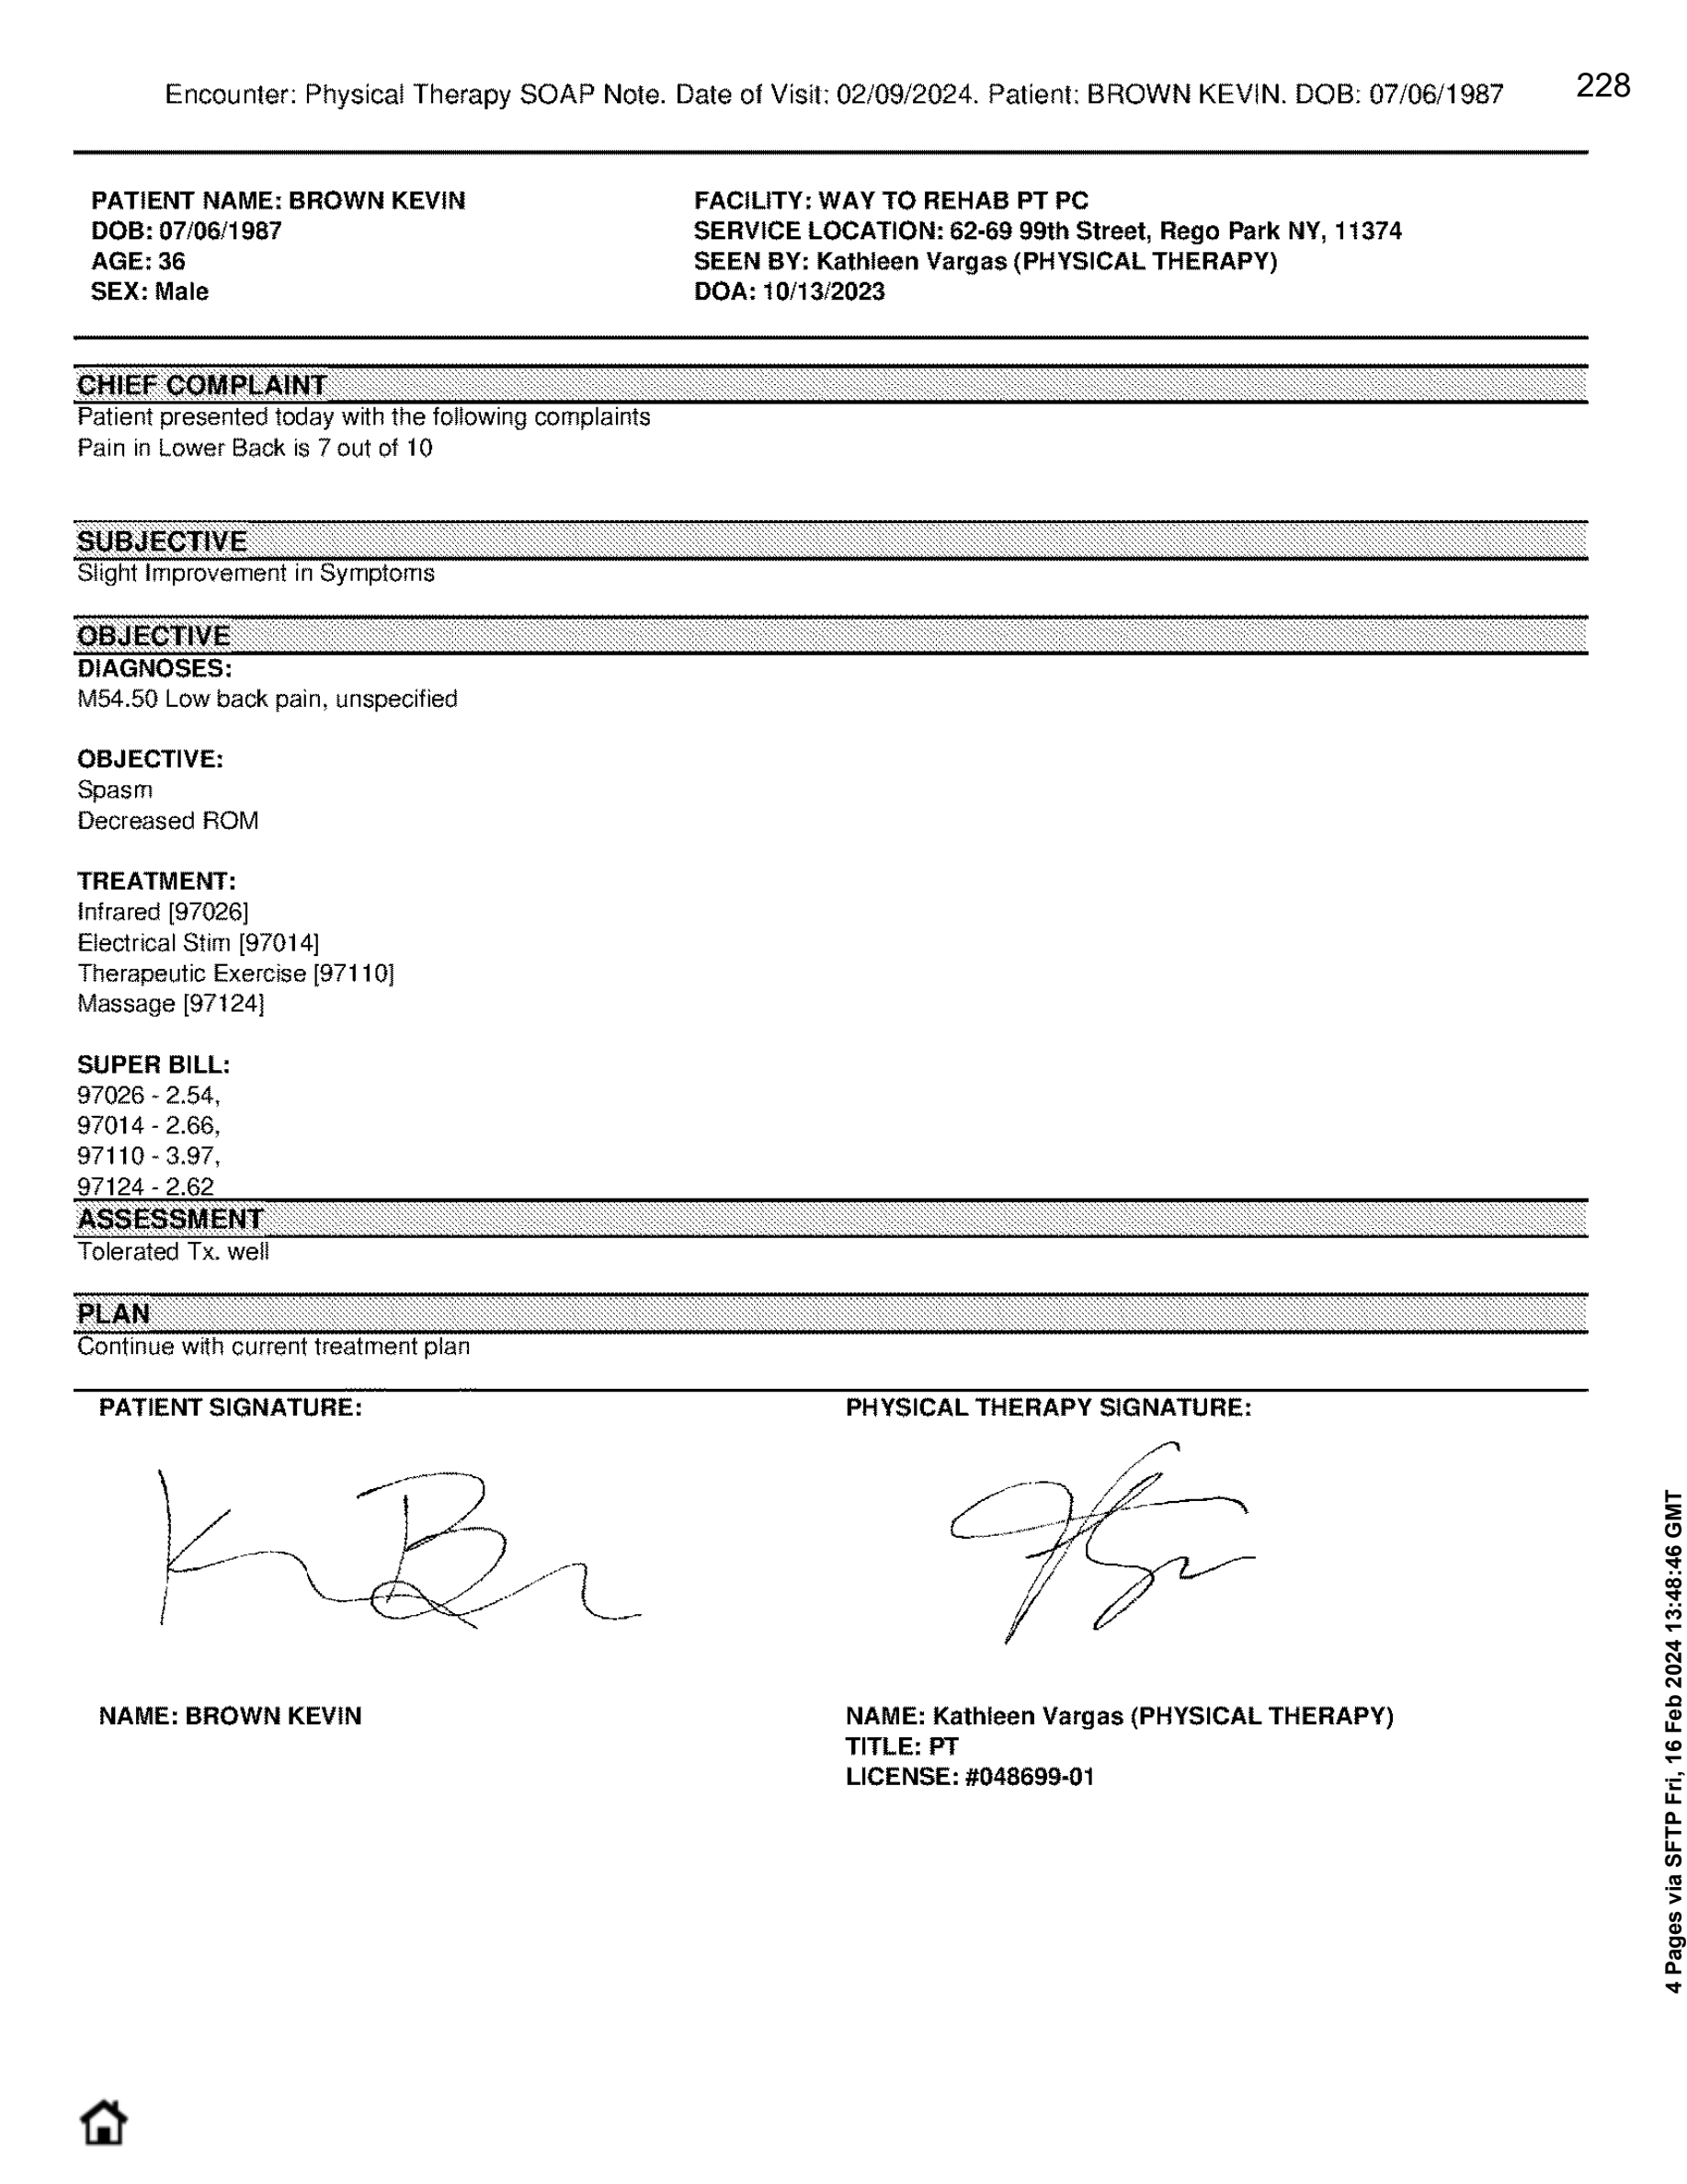 Encounter: Physical Therapy SOAP Note. Date of Visit: 02/09/2024. Patient: BROWN KEVIN. DOB: 07/06/1987
228
PATIENT NAME: BROWN KEVIN
DOB: 07/06/1987
AGE: 36
SEX: Male
FACILITY: WAY TO REHAB PT PC
SERVICE LOCATION: 62-69 99th Street, Rego Park NY, 11374
SEEN BY: Kathleen Vargas (PHYSICAL THERAPY)
DOA: 10/13/2023
CHIEF COMPLAINT
Patient presented today with the following complaints
Pain in Lower Back is 7 out of 10
SUBJECTIVE
Slight Improvement in Symptoms
OBJECTIVE
DIAGNOSES:
M54.50 Low back pain, unspecified
OBJECTIVE:
Spasm
Decreased ROM
TREATMENT:
Infrared [97026]
Electrical Stim [97014]
Therapeutic Exercise [97110]
Massage [97124]
SUPER BILL:
97026 - 2.54,
97014 - 2.66,
97110 - 3.97,
97124 - 2.62
ASSESSMENT
Tolerated Tx. well
PLAN
Continue with current treatment plan
PATIENT SIGNATURE:
PHYSICAL THERAPY SIGNATURE:
NAME: BROWN KEVIN
NAME: Kathleen Vargas (PHYSICAL THERAPY)
TITLE: PT
LICENSE: #048699-01
4 Pages via SFTP Fri, 16 Feb 2024 13:48:46 GMT